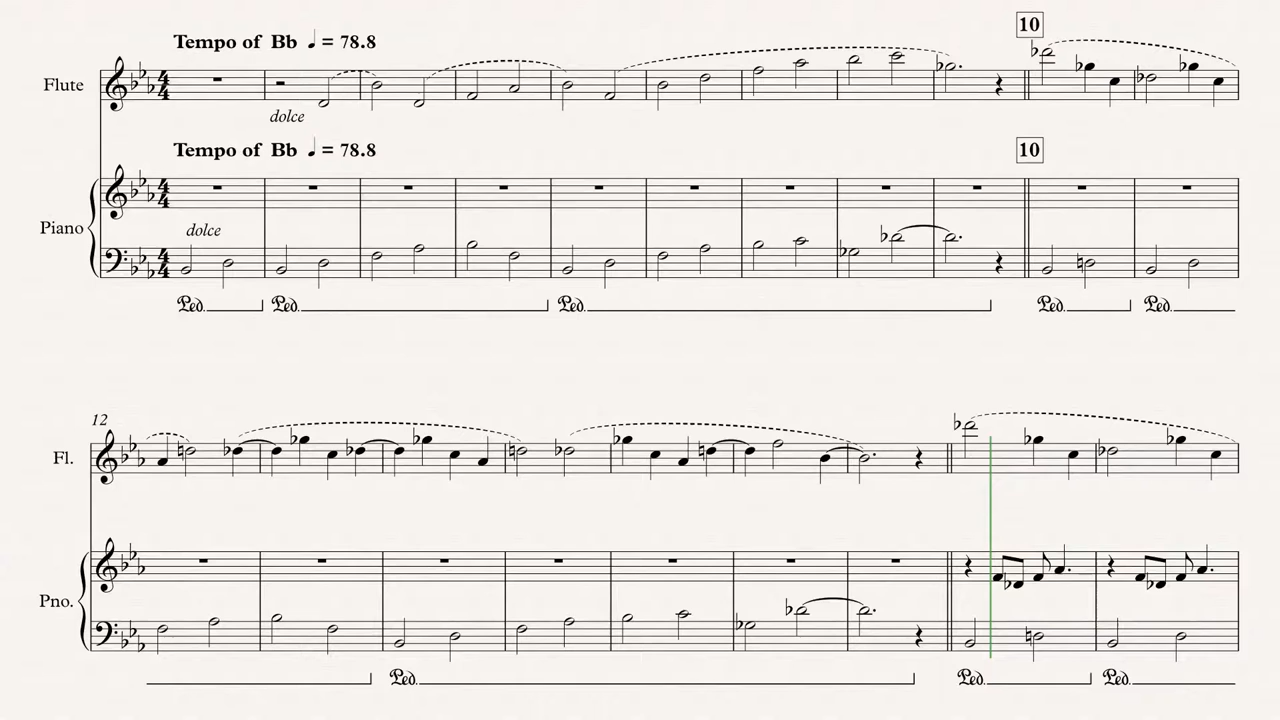 10
Tempo of Bb ♩ = 78.8
Flute
dolce
Tempo of Bb ♩ = 78.8
10
Piano
dolce
Ped. Ped. Ped. Ped. Ped.
12
Fl.
Pno.
Ped. Ped. Ped.